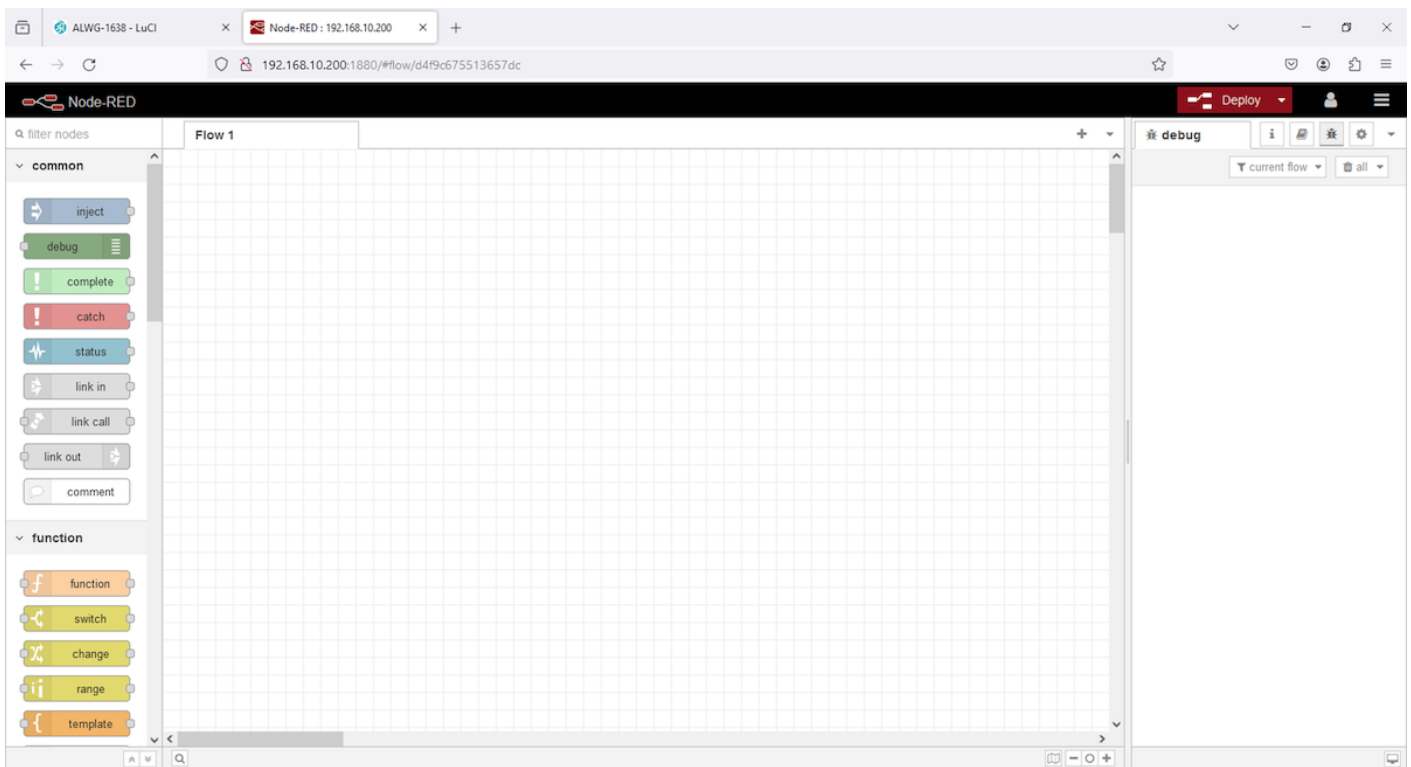 ALWG-1638 - LuCI
Node-RED : 192.168.10.200
192.168.10.200:1880/#flow/d4f9c675513657dc
Node-RED
Deploy
filter nodes
Flow 1
debug
i
current flow
all
common
inject
debug
complete
catch
status
link in
link call
link out
comment
function
function
switch
change
range
template